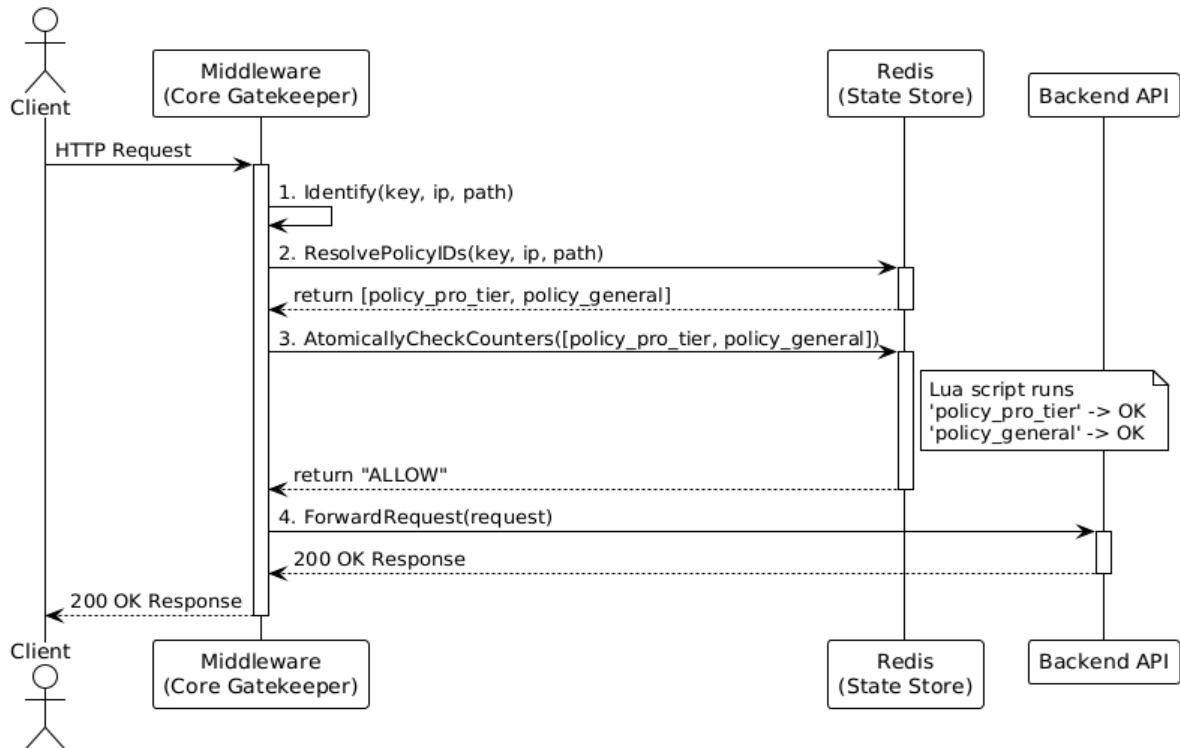 Client
Middleware
(Core Gatekeeper)
Redis
(State Store)
Backend API
HTTP Request
1. Identify(key, ip, path)
2. ResolvePolicyIDs(key, ip, path)
return [policy_pro_tier, policy_general]
3. AtomicallyCheckCounters([policy_pro_tier, policy_general])
Lua script runs
'policy_pro_tier' -> OK
'policy_general' -> OK
return "ALLOW"
4. ForwardRequest(request)
200 OK Response
200 OK Response
Client
Middleware
(Core Gatekeeper)
Redis
(State Store)
Backend API